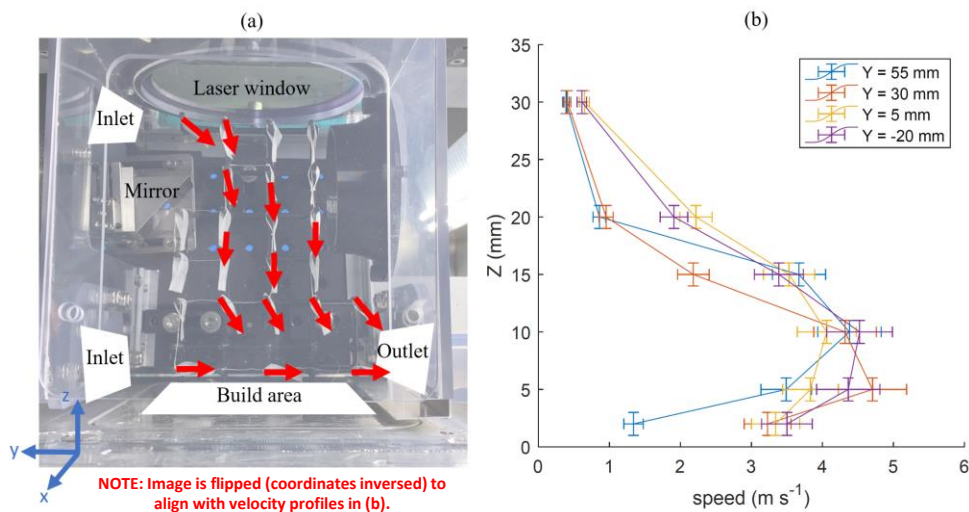 (a)
Laser window
Inlet
Mirror
Inlet
Outlet
Build area
z
y
x
NOTE: Image is flipped (coordinates inversed) to
align with velocity profiles in (b).
(b)
35
30
25
20
15
10
5
0
Z (mm)
0 1 2 3 4 5 6
speed (m s⁻¹)
Y = 55 mm
Y = 30 mm
Y = 5 mm
Y = -20 mm